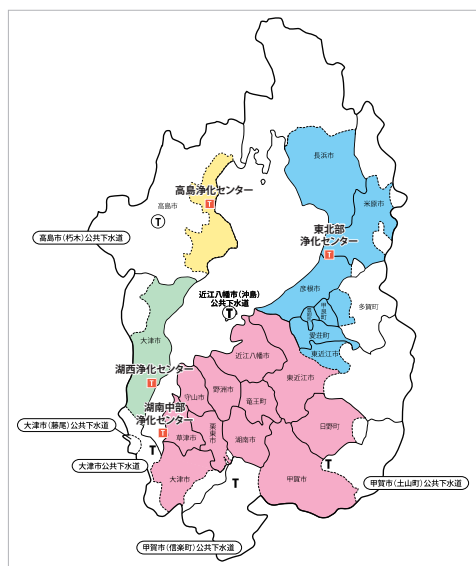 長浜市
米原市
高島浄化センター
T
高島市
T
高島市(朽木)公共下水道
東北部
浄化センター
T
彦根市
多賀町
甲良町
愛荘町
東近江市
近江八幡市(沖島)
公共下水道
T
大津市
湖西浄化センター
T
近江八幡市
東近江市
守山市
野洲市
竜王町
日野町
湖南中部
浄化センター
T
草津市
栗東市
湖南市
甲賀市
大津市
大津市(藤尾)公共下水道
T
大津市公共下水道
T
T
甲賀市(土山町)公共下水道
甲賀市(信楽町)公共下水道